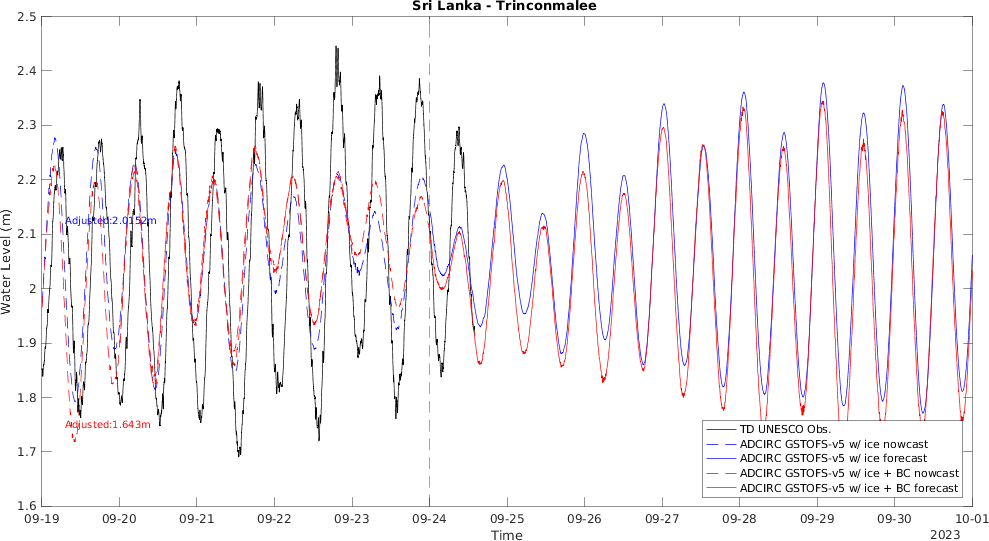 Sri Lanka - Trinconmalee
2.5
2.4
2.3
2.2
2.1
2
1.9
1.8
1.7
1.6
Water Level (m)
Adjusted:2.0152m
Adjusted:1.643m
TD UNESCO Obs.
ADCIRC GSTOFS-v5 w/ ice nowcast
ADCIRC GSTOFS-v5 w/ ice forecast
ADCIRC GSTOFS-v5 w/ ice + BC nowcast
ADCIRC GSTOFS-v5 w/ ice + BC forecast
09-19 09-20 09-21 09-22 09-23 09-24 09-25 09-26 09-27 09-28 09-29 09-30 10-01
Time
2023